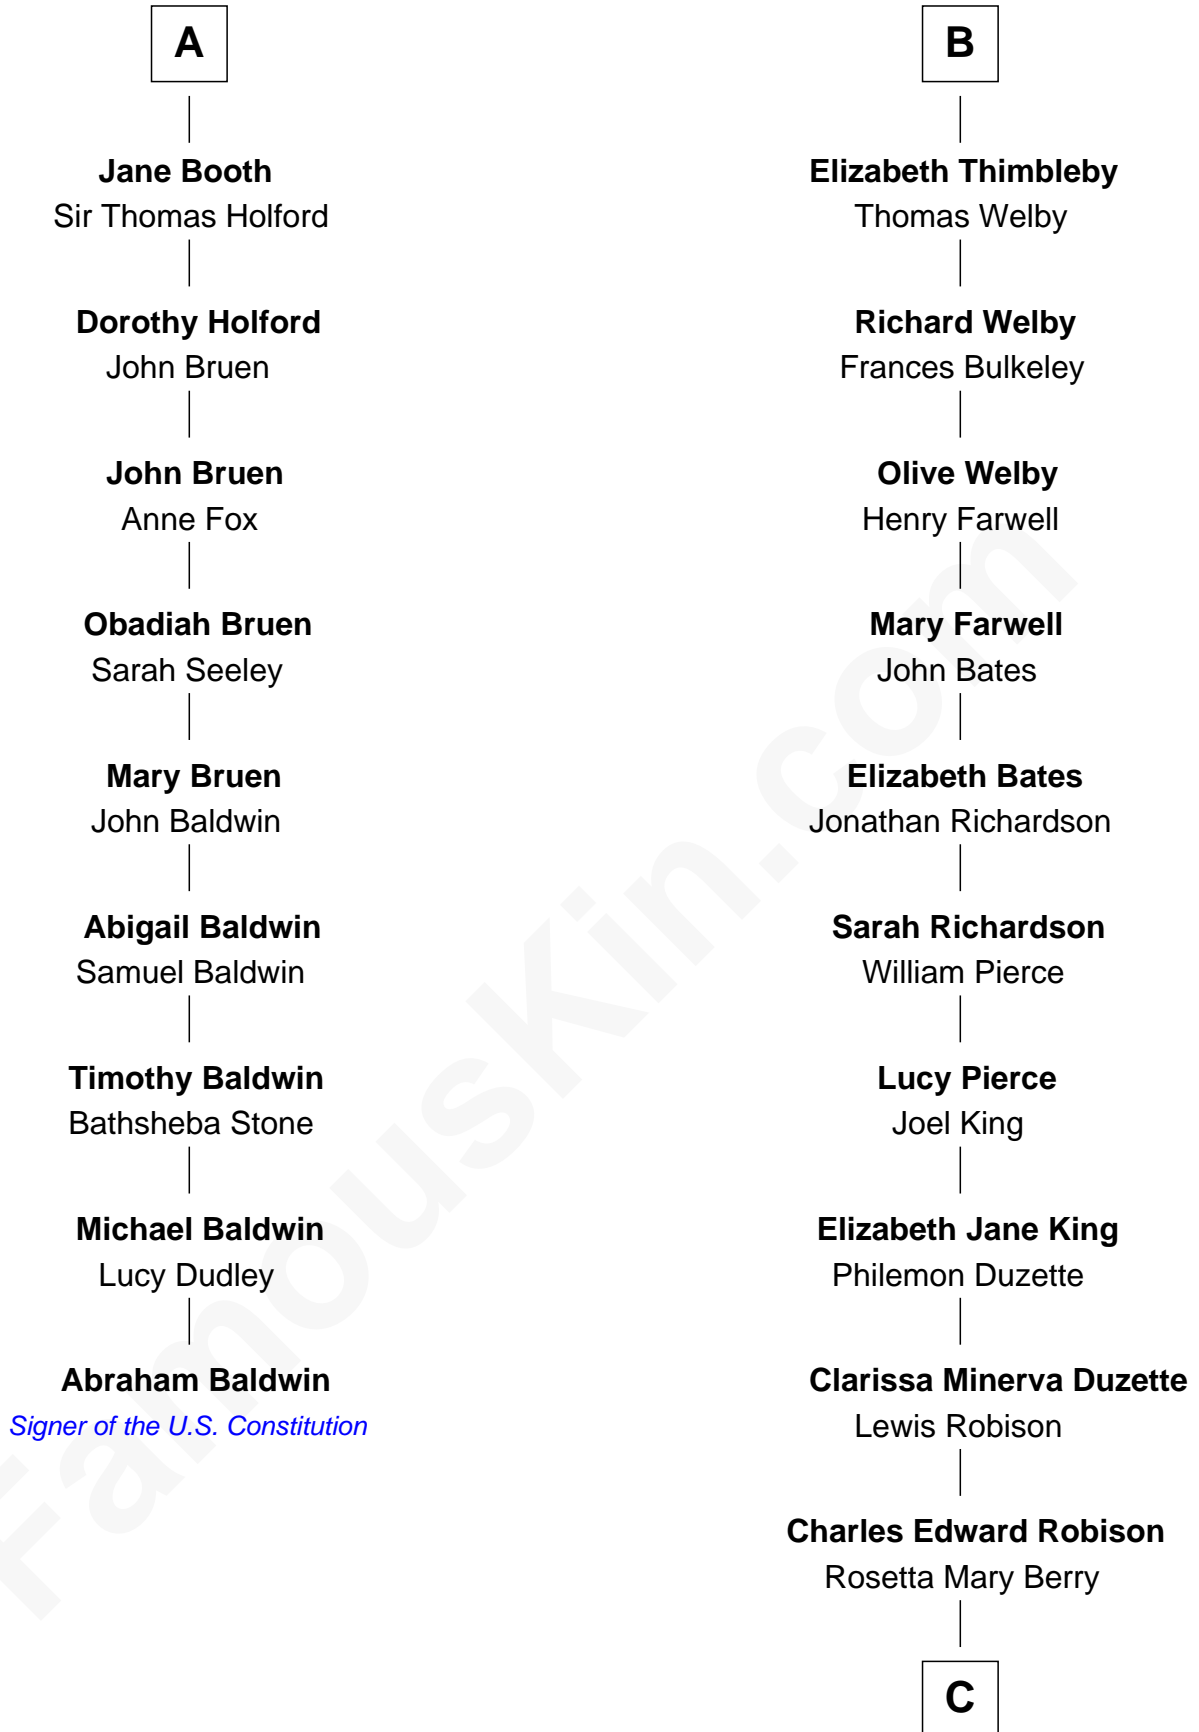 A
Jane Booth
Sir Thomas Holford
Dorothy Holford
John Bruen
John Bruen
Anne Fox
Obadiah Bruen
Sarah Seeley
Mary Bruen
John Baldwin
Abigail Baldwin
Samuel Baldwin
Timothy Baldwin
Bathsheba Stone
Michael Baldwin
Lucy Dudley
Abraham Baldwin
Signer of the U.S. Constitution
B
Elizabeth Thimbleby
Thomas Welby
Richard Welby
Frances Bulkeley
Olive Welby
Henry Farwell
Mary Farwell
John Bates
Elizabeth Bates
Jonathan Richardson
Sarah Richardson
William Pierce
Lucy Pierce
Joel King
Elizabeth Jane King
Philemon Duzette
Clarissa Minerva Duzette
Lewis Robison
Charles Edward Robison
Rosetta Mary Berry
C
FamousKin.com